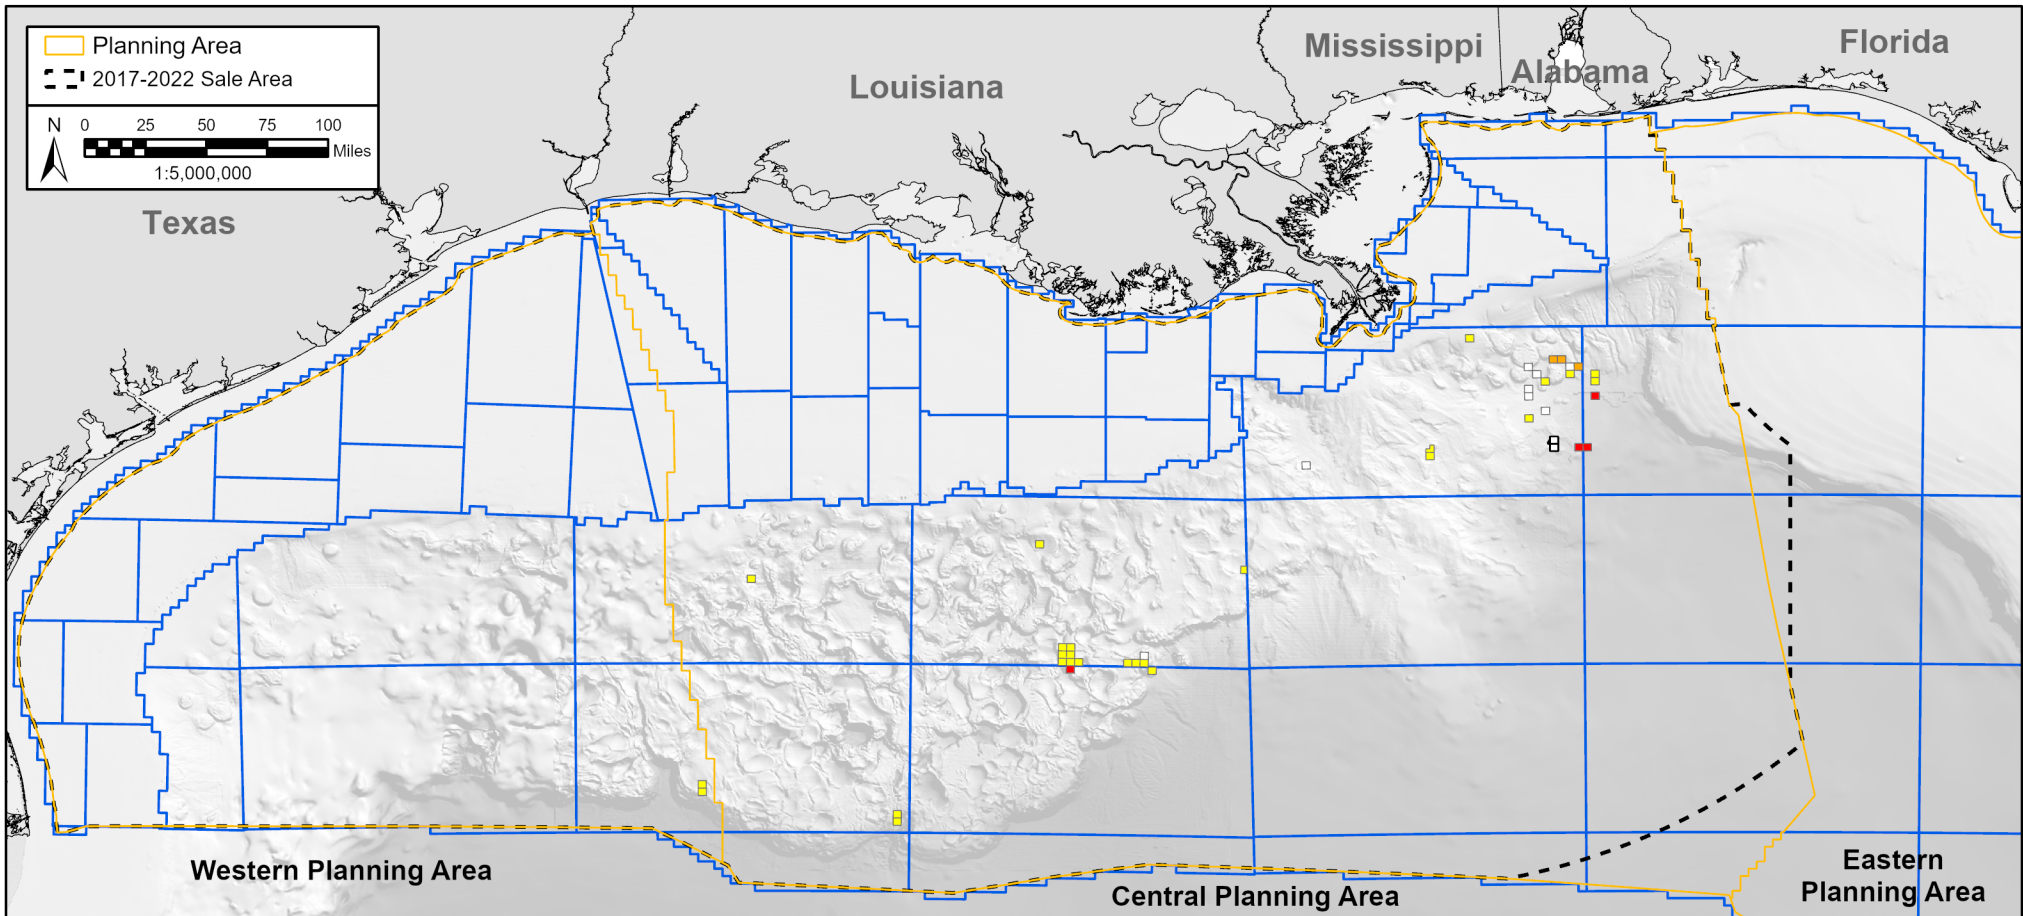 Planning Area
2017-2022 Sale Area
N
0 25 50 75 100
Miles
1:5,000,000
Texas
Louisiana
Mississippi
Alabama
Florida
Western Planning Area
Central Planning Area
Eastern
Planning Area